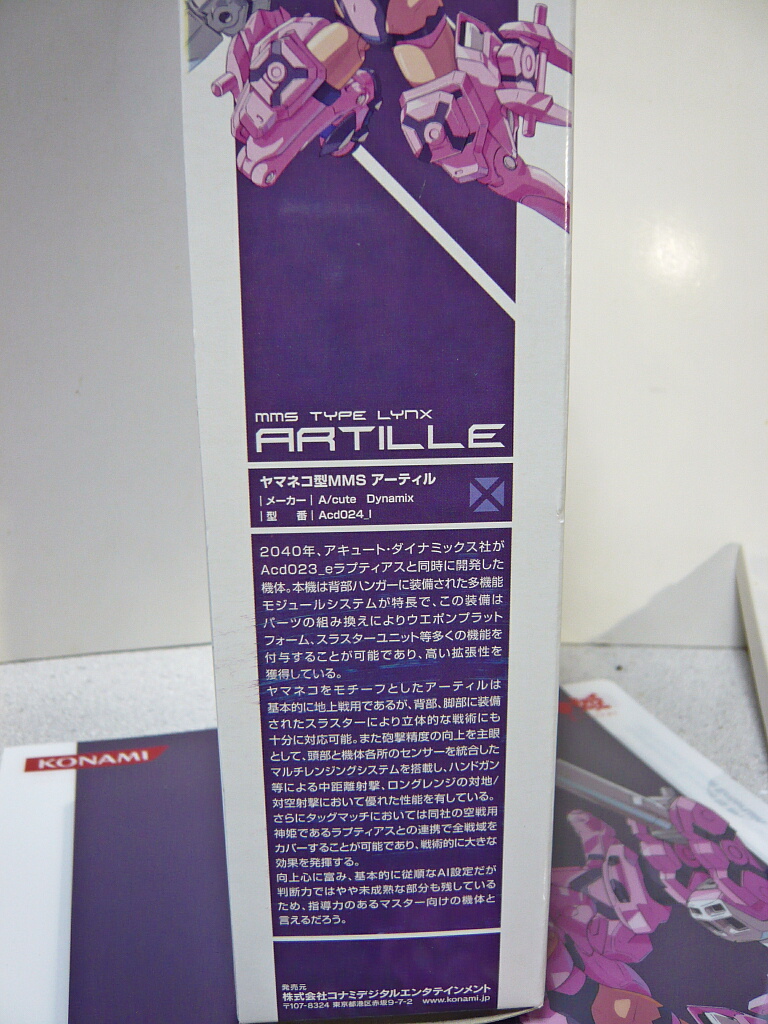 MMS TYPE LYNX
ARTILLE
ヤマネコ型MMS アーティル
|メーカー| A/cute Dynamix
|型　番| Acd024_l
2040年、アキュート・ダイナミックス社が
Acd023_eラプティアスと同時に開発した
機体。本機は背部ハンガーに装備された多機能
モジュールシステムが特長で、この装備は
パーツの組み換えによりウエポンプラット
フォーム、スラスターユニット等多くの機能を
付与することが可能であり、高い拡張性を
獲得している。
ヤマネコをモチーフとしたアーティルは
基本的に地上戦用であるが、背部、脚部に装備
されたスラスターにより立体的な戦術にも
十分に対応可能。また砲撃精度の向上を主眼
として、頭部と機体各所のセンサーを統合した
マルチレンジングシステムを搭載し、ハンドガン
等による中距離射撃、ロングレンジの対地/
対空射撃において優れた性能を有している。
さらにタッグマッチにおいては同社の空戦用
神姫であるラプティアスとの連携で全戦域を
カバーすることが可能であり、戦術的に大きな
効果を発揮する。
向上心に富み、基本的に従順なAI設定だが
判断力ではやや未成熟な部分も残している
ため、指導力のあるマスター向けの機体と
言えるだろう。
発売元
株式会社コナミデジタルエンタテインメント
〒107-8324 東京都港区赤坂9-7-2 www.konami.jp
KONAMI